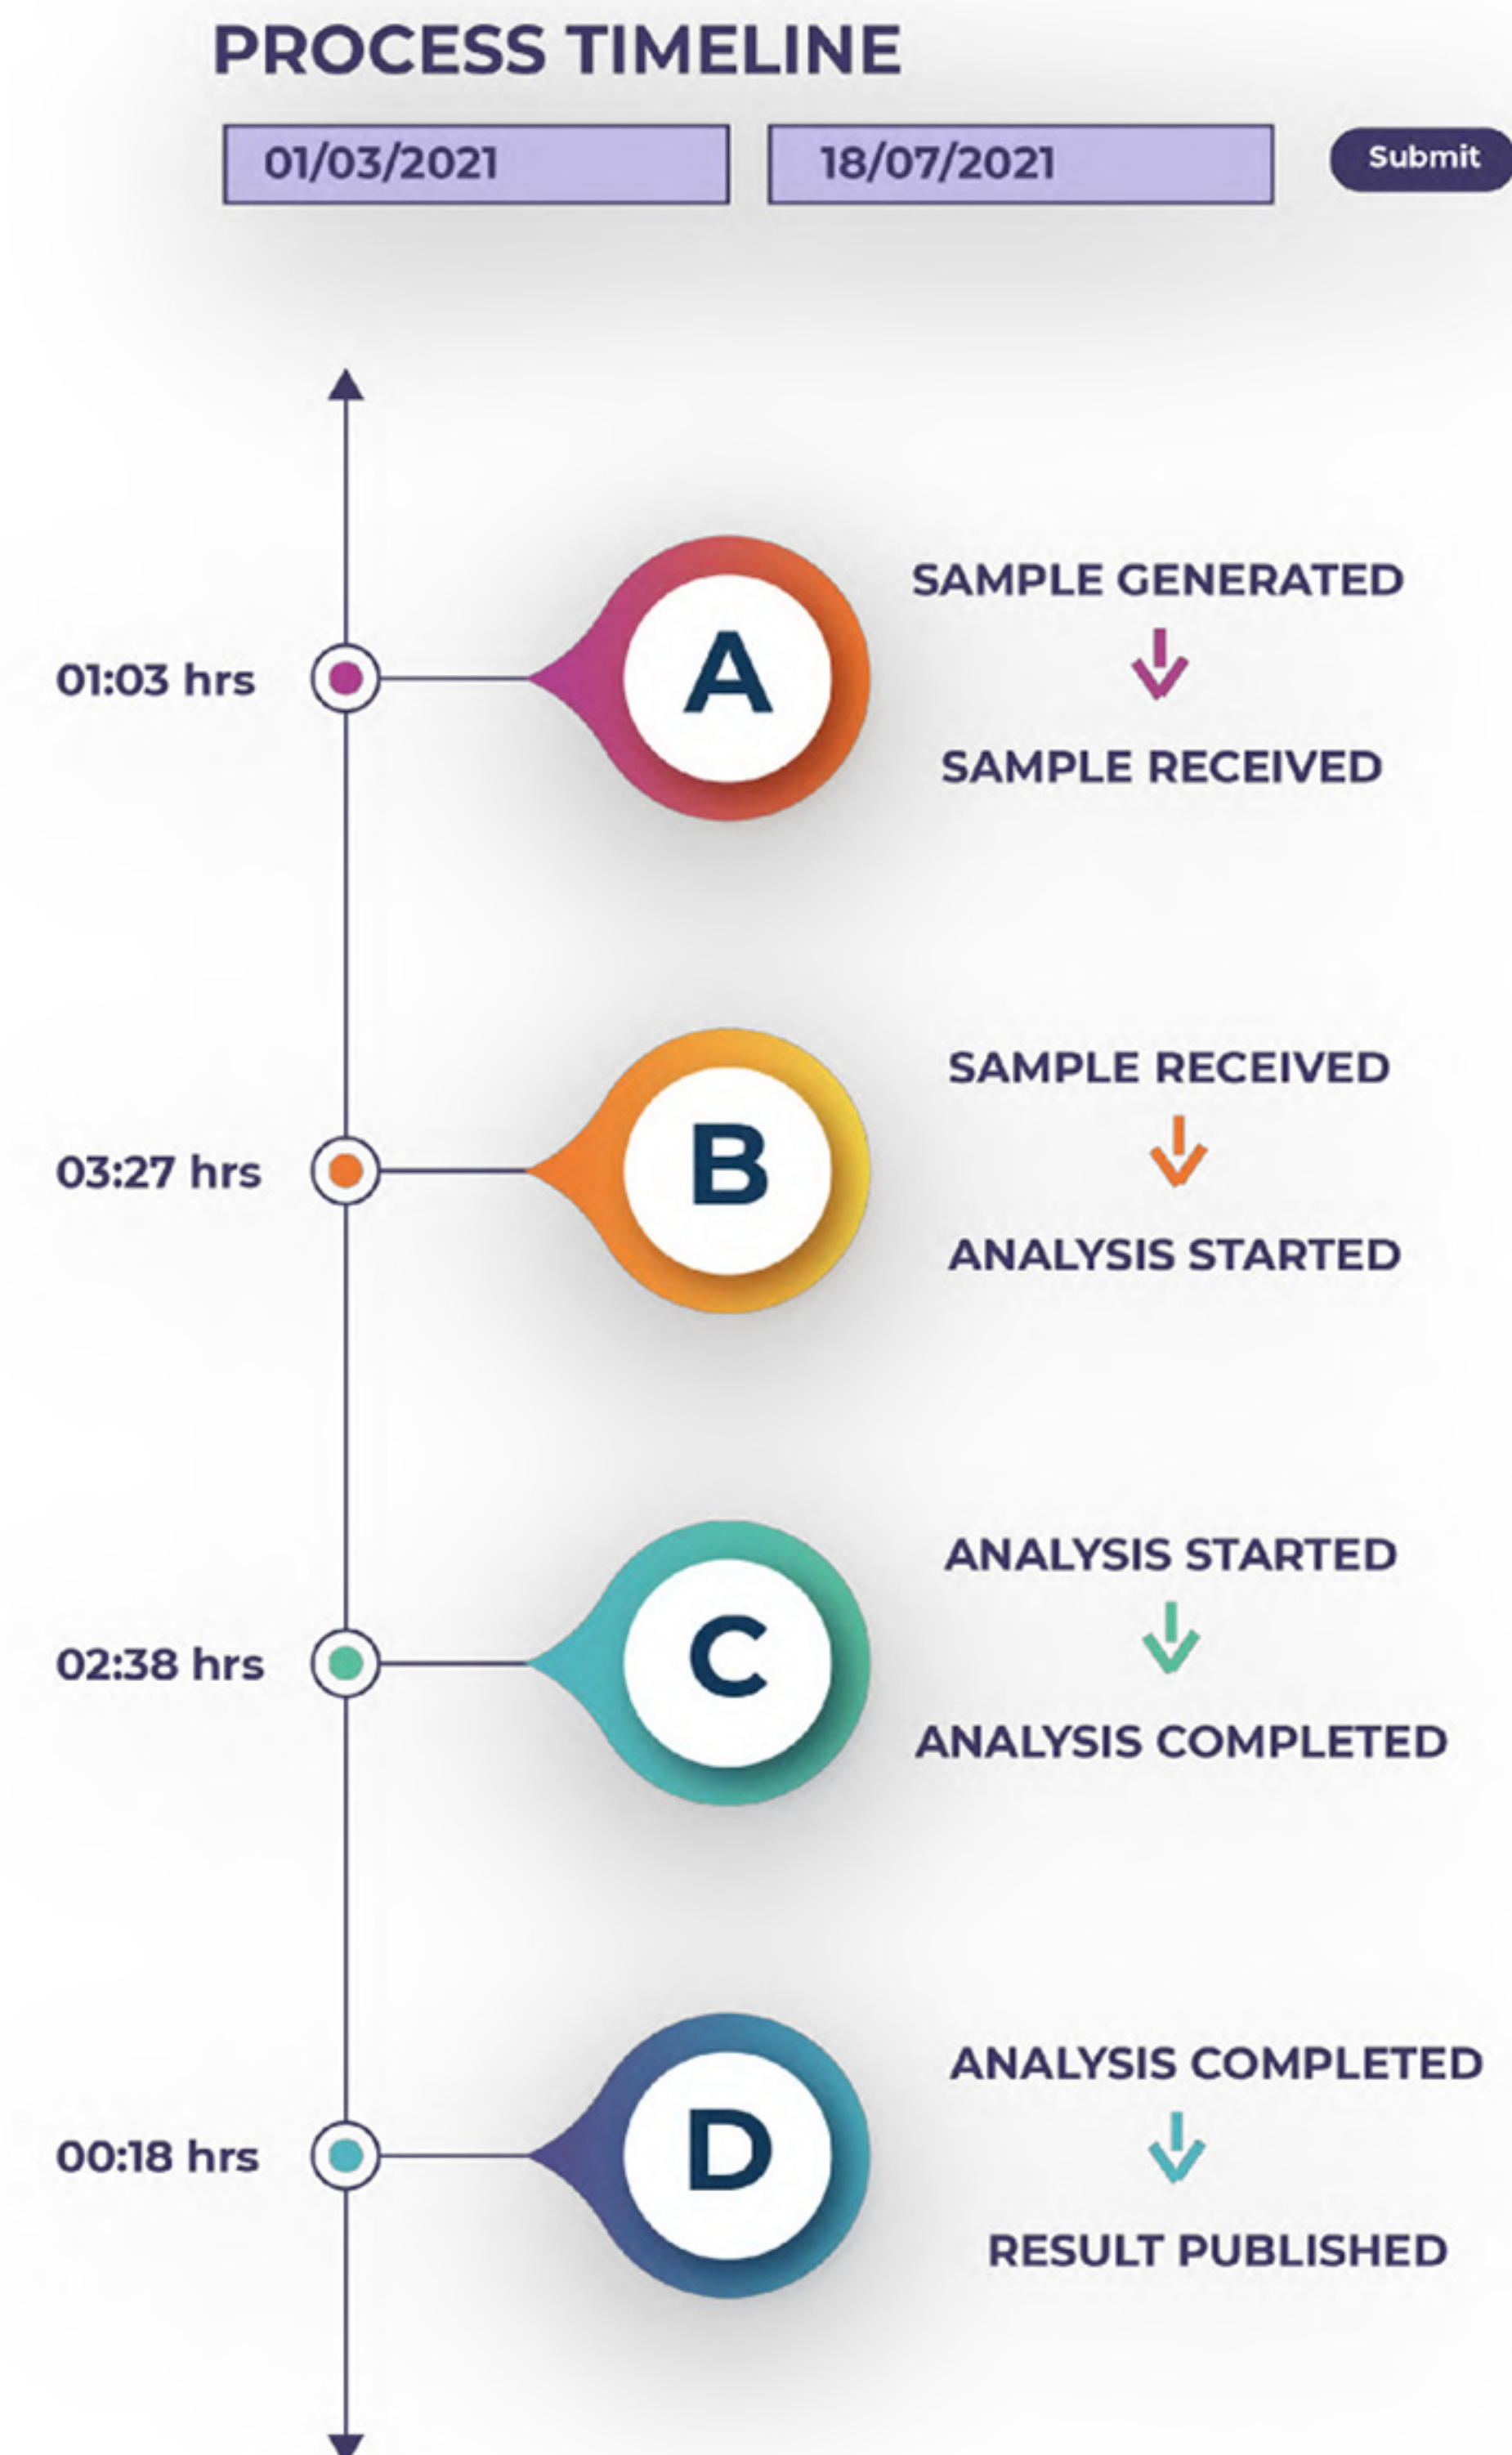 PROCESS TIMELINE
01/03/2021 18/07/2021 Submit
SAMPLE GENERATED
01:03 hrs A
SAMPLE RECEIVED
SAMPLE RECEIVED
03:27 hrs B
ANALYSIS STARTED
ANALYSIS STARTED
02:38 hrs C
ANALYSIS COMPLETED
ANALYSIS COMPLETED
00:18 hrs D
RESULT PUBLISHED